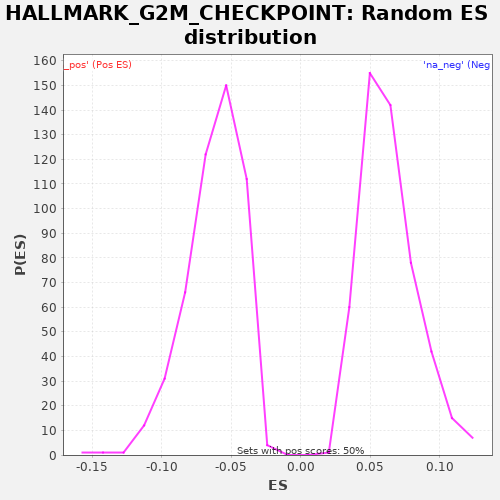 HALLMARK_G2M_CHECKPOINT: Random ES
distribution
_pos' (Pos ES)
'na_neg' (Neg
160
150
140
130
120
110
100
90
80
70
60
50
40
30
20
10
0
P(ES)
Sets with pos scores: 50%
-0.15 -0.10 -0.05 0.00 0.05 0.10
ES